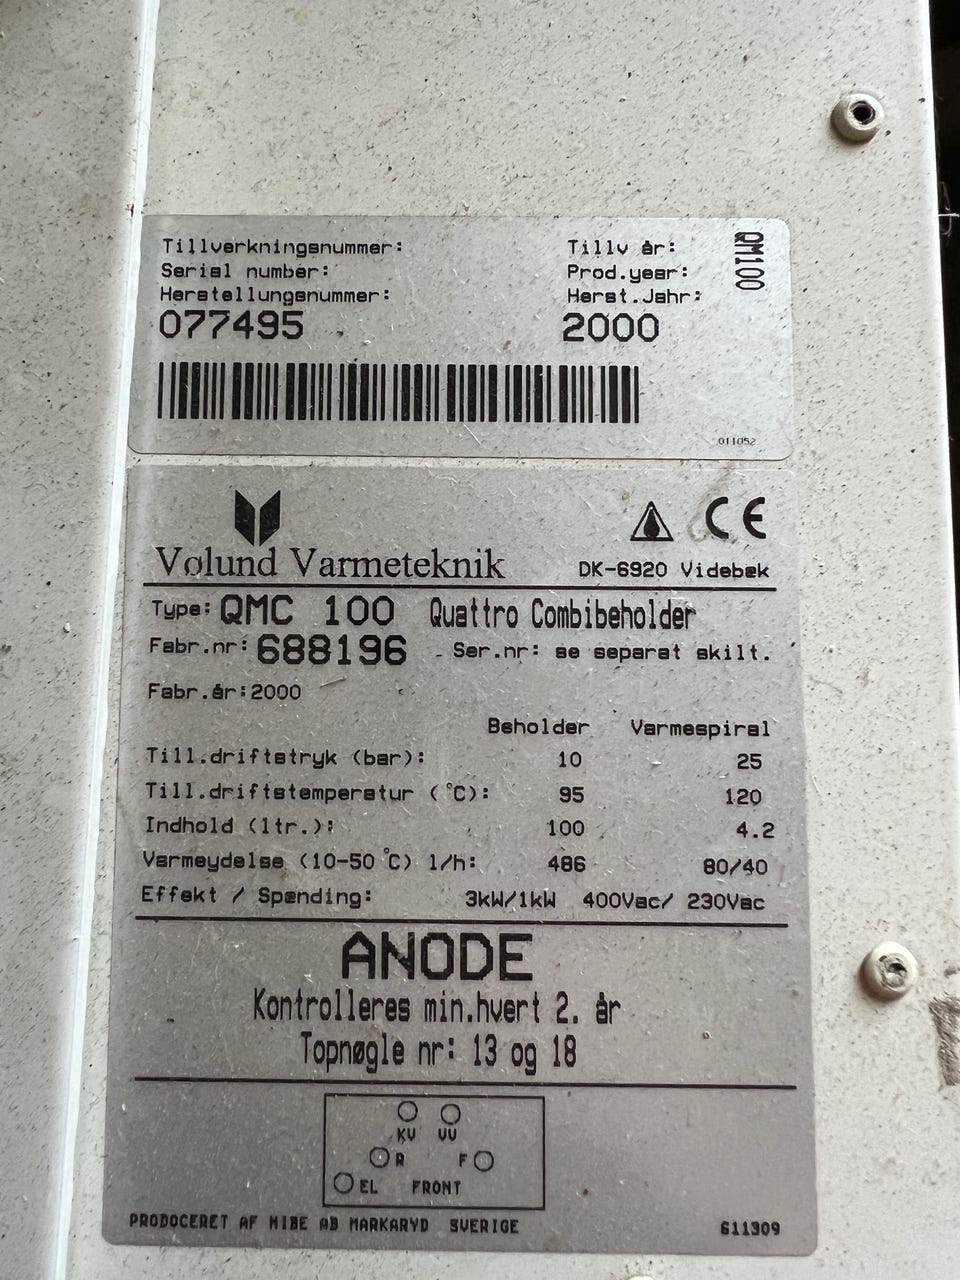 Tillverkningsnummer: Tillv år: QM100
Serial number: Prod.year:
Herstellungsnummer: Herst.Jahr:
077495 2000
011052
Vølund Varmeteknik CE DK-6920 Videbæk
Type: QMC 100 Quattro Combibeholder
Fabr.nr: 688196 Ser.nr: se separat skilt.
Fabr.år:2000
Beholder Varmespiral
Till.driftstryk (bar): 10 25
Till.driftstemperatur (°C): 95 120
Indhold (ltr.): 100 4.2
Varmeydelse (10-50°C) l/h: 486 80/40
Effekt / Spænding: 3kW/1kW 400Vac/ 230Vac
ANODE
Kontrolleres min.hvert 2. år
Topnøgle nr: 13 og 18
KV VV
R F
EL FRONT
PRODUCERET AF NIBE AB MARKARYD SVERIGE 611309